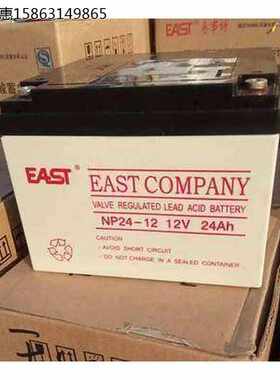 惠15863149865
EAST
EAST
EAST COMPANY
VALVE REGULATED LEAD ACID BATTERY
NP24-12 12V 24Ah
CAUTIONS:
. AVOID SHORT CIRCUIT
. DO NOT CHARGE IN A SEALED CONTAINER